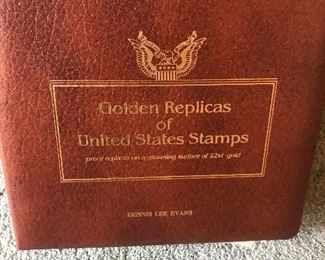 Golden Replicas
of
United States Stamps
proof replicas on a gleaming surface of 22kt gold
DENNIS LEE EVANS